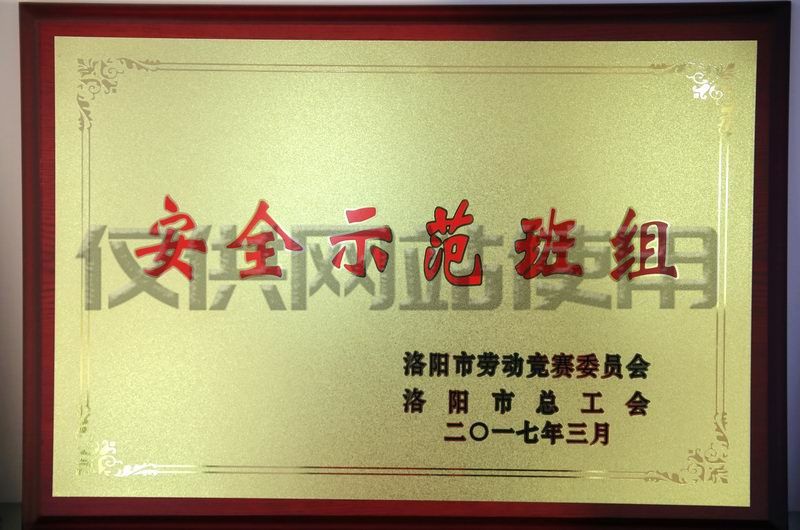 安全示范班组
仅供网站使用
洛阳市劳动竞赛委员会
洛阳市总工会
二〇一七年三月